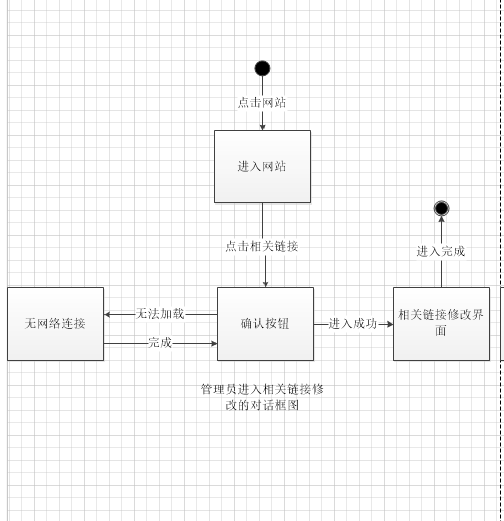 点击网站
进入网站
点击相关链接
进入完成
无网络连接
无法加载
完成
确认按钮
进入成功
相关链接修改界
面
管理员进入相关链接修
改的对话框图